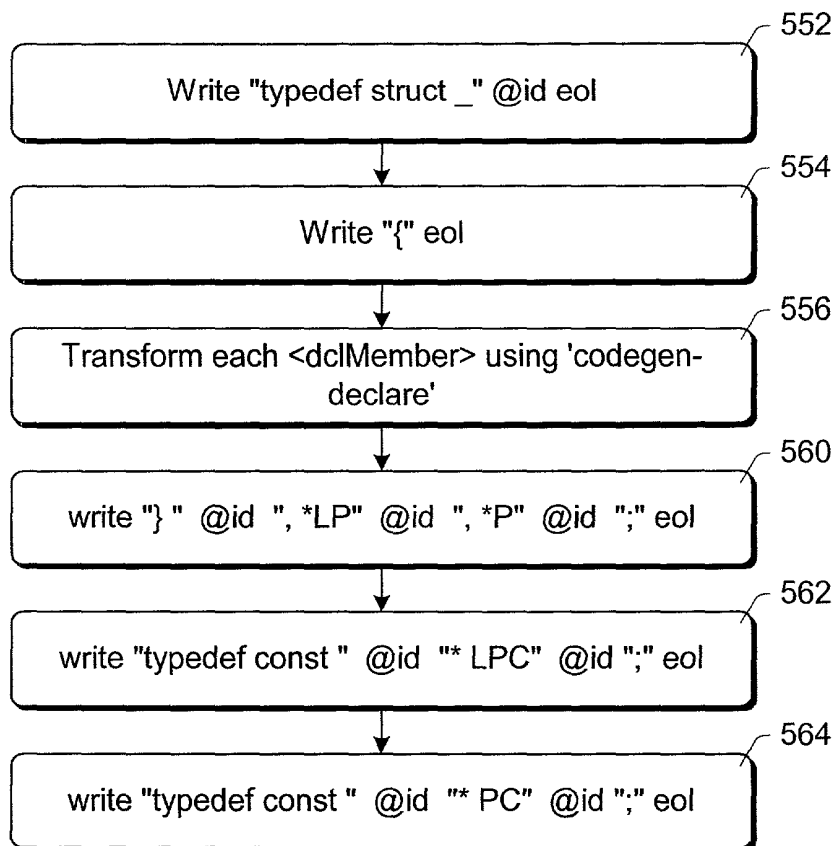 552
Write "typedef struct _" @id eol
554
Write "{" eol
556
Transform each <dclMember> using 'codegen-
declare'
560
write "} " @id ", *LP" @id ", *P" @id ";" eol
562
write "typedef const " @id "* LPC" @id ";" eol
564
write "typedef const " @id "* PC" @id ";" eol